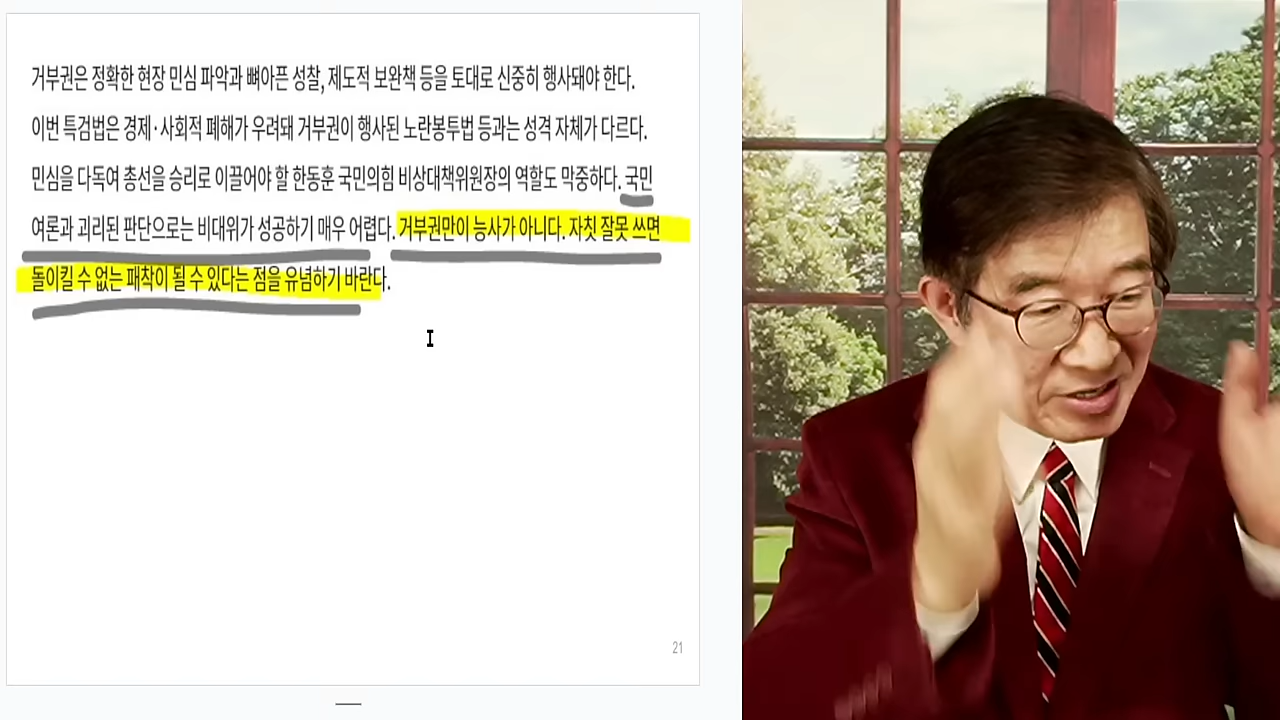 거부권은 정확한 현장 민심 파악과 뼈아픈 성찰, 제도적 보완책 등을 토대로 신중히 행사돼야 한다.
이번 특검법은 경제·사회적 폐해가 우려돼 거부권이 행사된 노란봉투법 등과는 성격 자체가 다르다.
민심을 다독여 총선을 승리로 이끌어야 할 한동훈 국민의힘 비상대책위원장의 역할도 막중하다. 국민
여론과 괴리된 판단으로는 비대위가 성공하기 매우 어렵다. 거부권만이 능사가 아니다. 자칫 잘못 쓰면
돌이킬 수 없는 패착이 될 수 있다는 점을 유념하기 바란다.
21